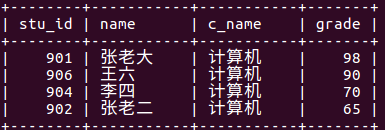 +--------+-----------+-----------+-------+
| stu_id | name      | c_name    | grade |
+--------+-----------+-----------+-------+
|    901 | 张老大 | 计算机 |    98 |
|    906 | 王六    | 计算机 |    90 |
|    904 | 李四    | 计算机 |    70 |
|    902 | 张老二 | 计算机 |    65 |
+--------+-----------+-----------+-------+